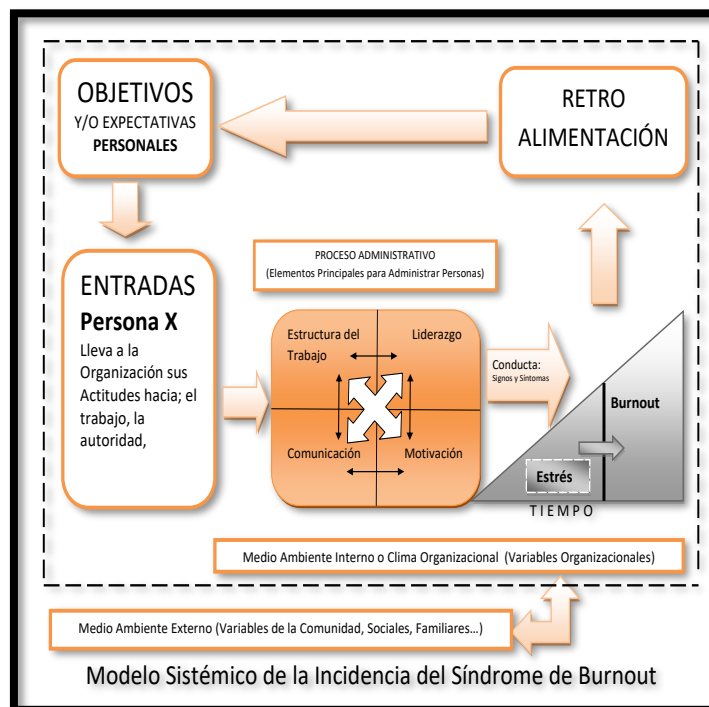 OBJETIVOS
Y/O EXPECTATIVAS
PERSONALES
RETRO
ALIMENTACIÓN
ENTRADAS
Persona X
Lleva a la
Organización sus
Actitudes hacia; el
trabajo, la
autoridad,
PROCESO ADMINISTRATIVO
(Elementos Principales para Administrar Personas)
Estructura del
Trabajo
Liderazgo
Comunicación
Motivación
Conducta:
Signos y Síntomas
Burnout
Estrés
TIEMPO
Medio Ambiente Interno o Clima Organizacional (Variables Organizacionales)
Medio Ambiente Externo (Variables de la Comunidad, Sociales, Familiares...)
Modelo Sistémico de la Incidencia del Síndrome de Burnout